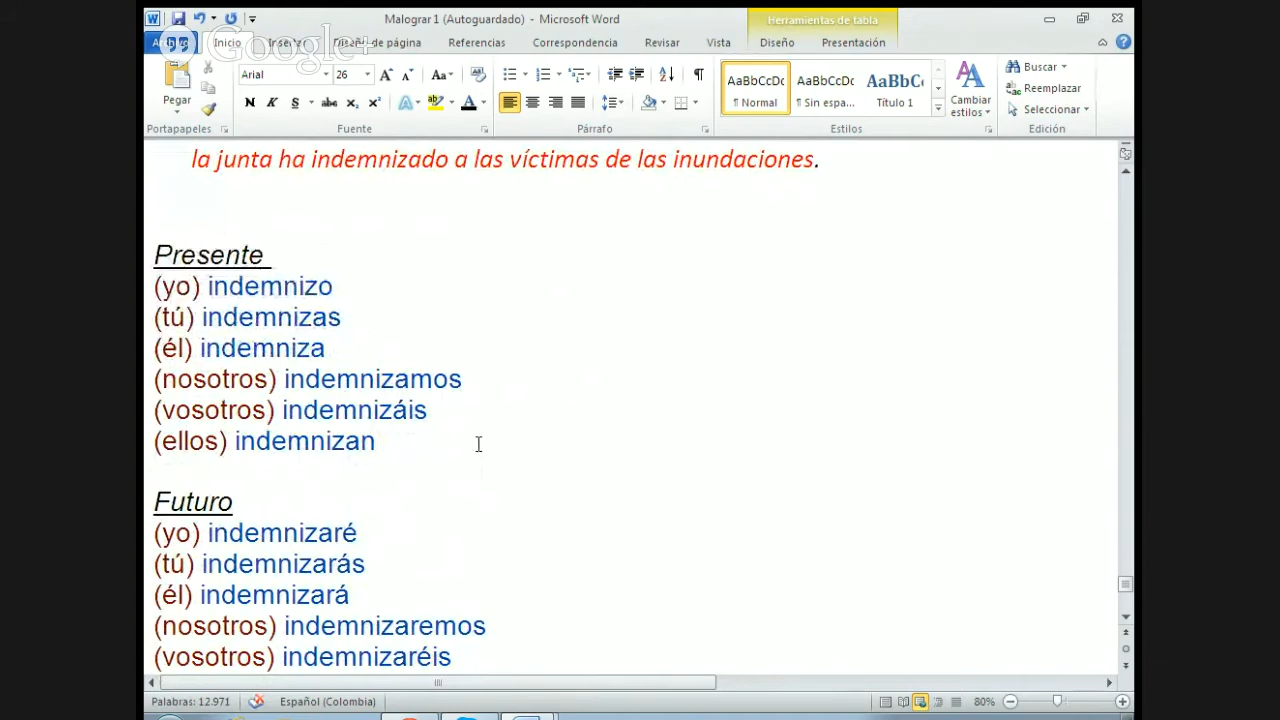 Malograr 1 (Autoguardado) - Microsoft Word
Herramientas de tabla
Google+
Archivo Inicio Insertar Diseño de página Referencias Correspondencia Revisar Vista Diseño Presentación
Arial 26
Pegar
N K S abc x₂ x²
AaBbCcDc AaBbCcDc AaBbC
¶ Normal ¶ Sin espa... Título 1
Cambiar estilos
Buscar
Reemplazar
Seleccionar
Portapapeles Fuente Párrafo Estilos Edición
la junta ha indemnizado a las víctimas de las inundaciones.
Presente
(yo) indemnizo
(tú) indemnizas
(él) indemniza
(nosotros) indemnizamos
(vosotros) indemnizáis
(ellos) indemnizan
Futuro
(yo) indemnizaré
(tú) indemnizarás
(él) indemnizará
(nosotros) indemnizaremos
(vosotros) indemnizaréis
Palabras: 12.971 Español (Colombia) 80%